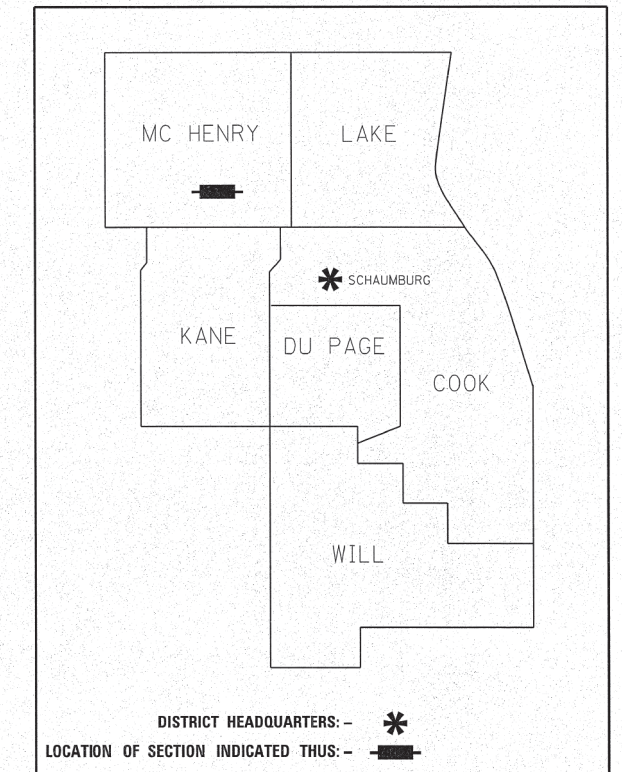 MC HENRY
LAKE
SCHAUMBURG
KANE
DU PAGE
COOK
WILL
DISTRICT HEADQUARTERS: –
LOCATION OF SECTION INDICATED THUS: –